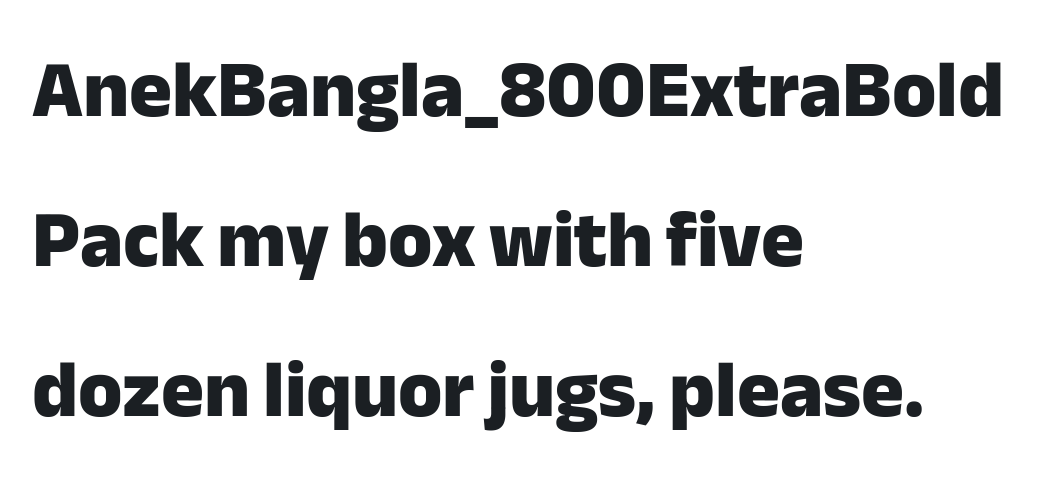 AnekBangla_800ExtraBold
Pack my box with five
dozen liquor jugs, please.